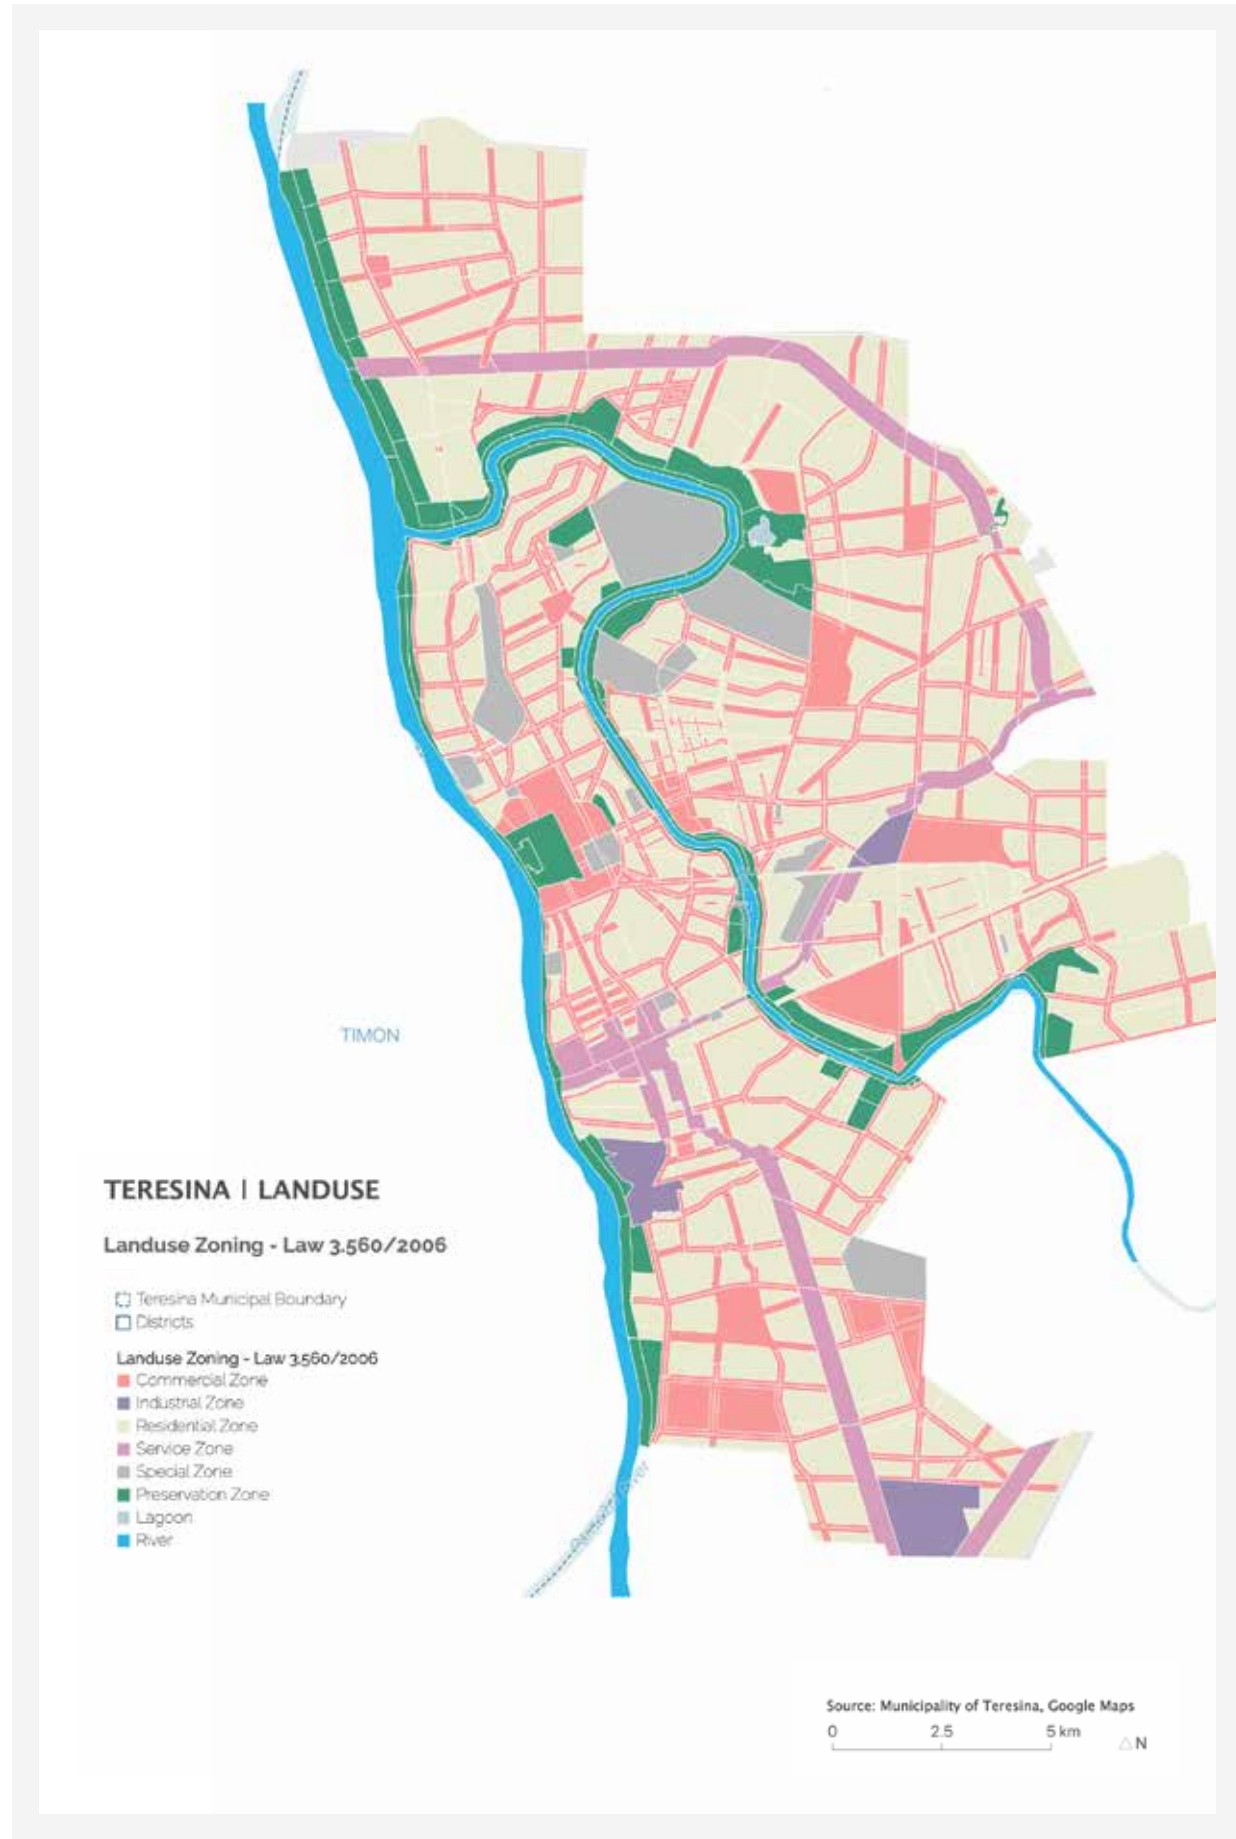 TIMON
TERESINA | LANDUSE
Landuse Zoning - Law 3.560/2006
Teresina Municipal Boundary
Districts
Landuse Zoning - Law 3.560/2006
Commercial Zone
Industrial Zone
Residential Zone
Service Zone
Special Zone
Preservation Zone
Lagoon
River
River
Source: Municipality of Teresina, Google Maps
0 2.5 5 km
N